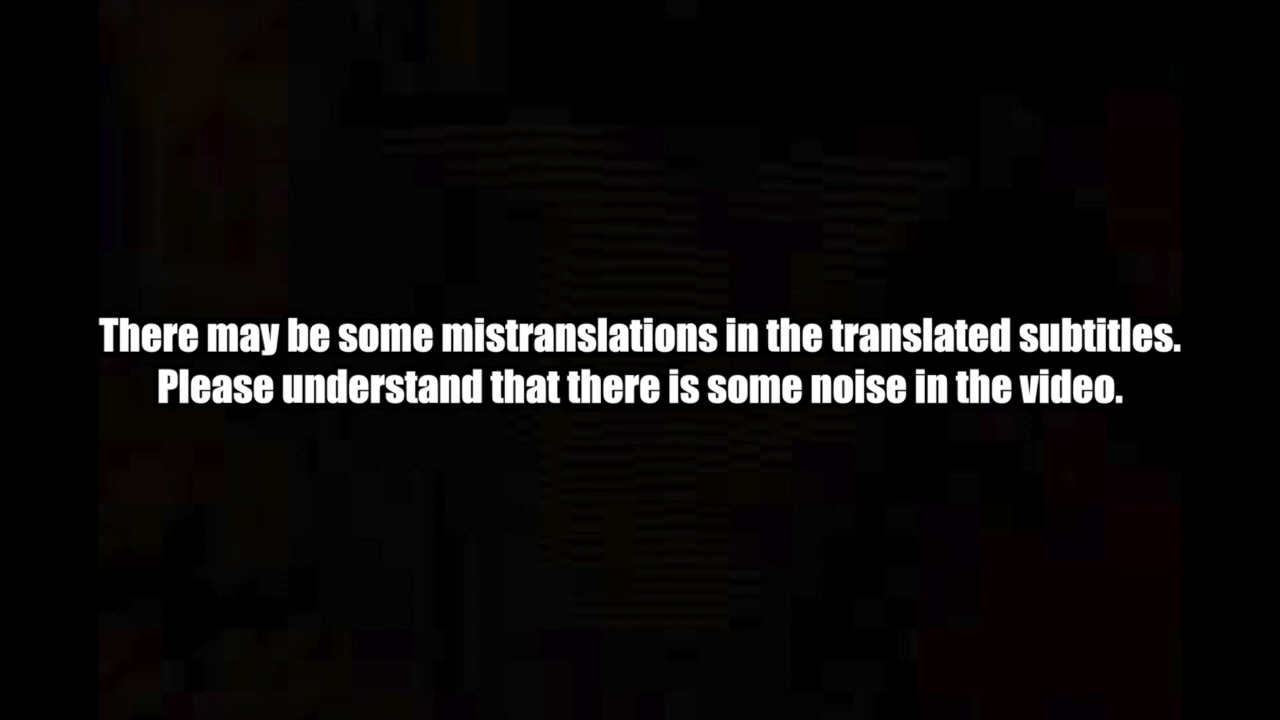 There may be some mistranslations in the translated subtitles.
Please understand that there is some noise in the video.